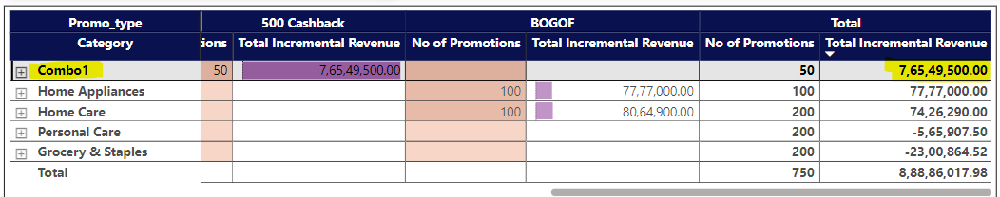 Promo_type 500 Cashback BOGOF Total
Category ions Total Incremental Revenue No of Promotions Total Incremental Revenue No of Promotions Total Incremental Revenue
Combo1 50 7,65,49,500.00 50 7,65,49,500.00
Home Appliances 100 77,77,000.00 100 77,77,000.00
Home Care 100 80,64,900.00 200 74,26,290.00
Personal Care 200 -5,65,907.50
Grocery & Staples 200 -23,00,864.52
Total 750 8,88,86,017.98